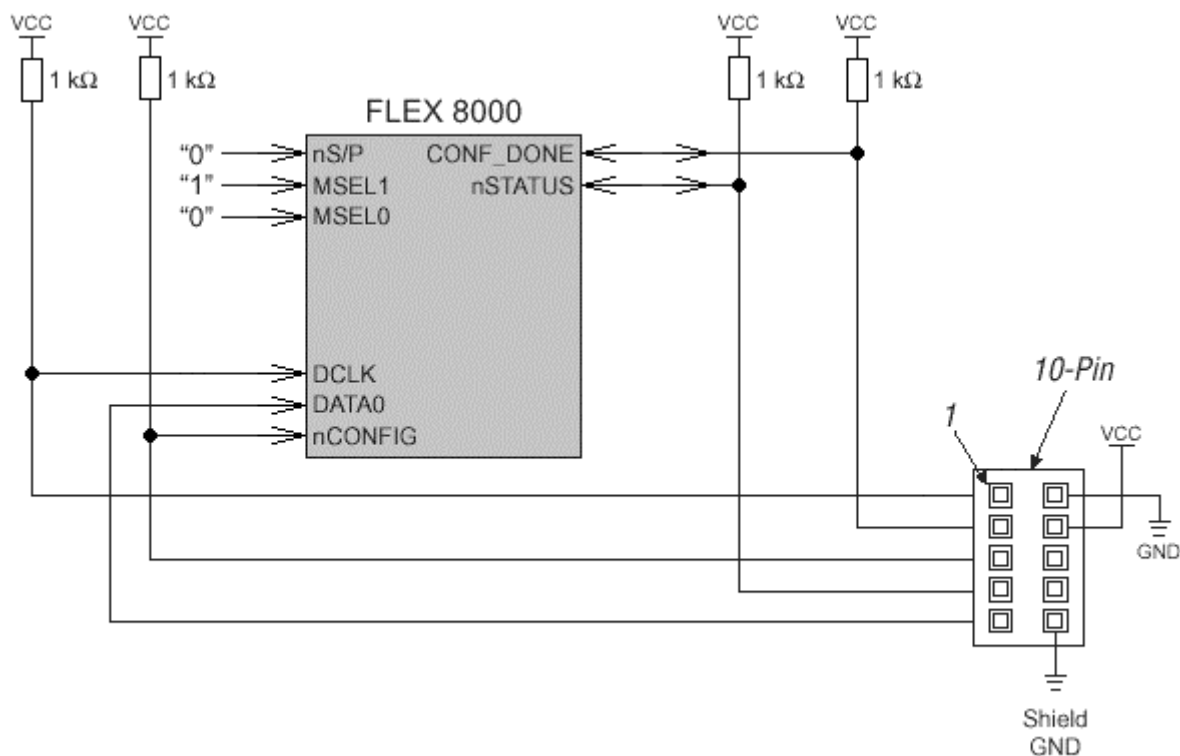 VCC VCC VCC VCC
1 kΩ 1 kΩ 1 kΩ 1 kΩ
FLEX 8000
“0” nS/P CONF_DONE
“1” MSEL1 nSTATUS
“0” MSEL0
DCLK
DATA0
nCONFIG
10-Pin
1
VCC
GND
Shield
GND